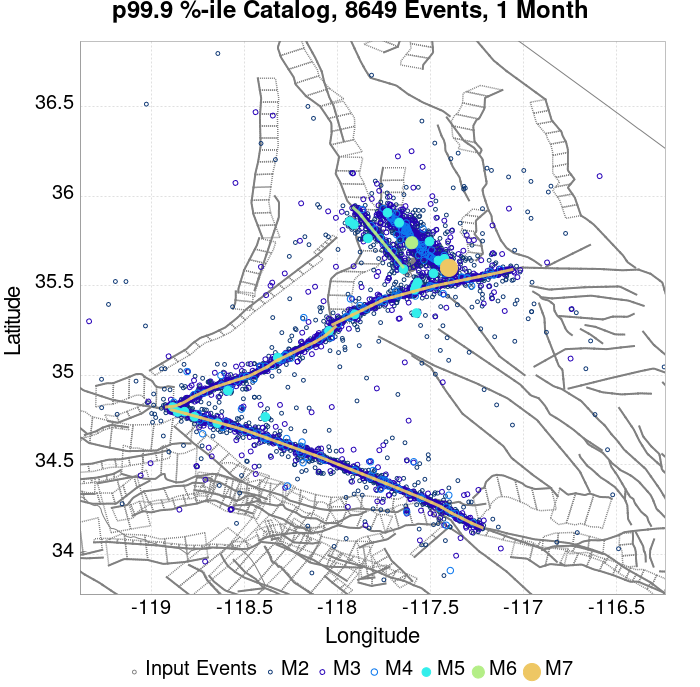 p99.9 %-ile Catalog, 8649 Events, 1 Month
36.5
36
35.5
35
34.5
34
Latitude
-119 -118.5 -118 -117.5 -117 -116.5
Longitude
Input Events M2 M3 M4 M5 M6 M7